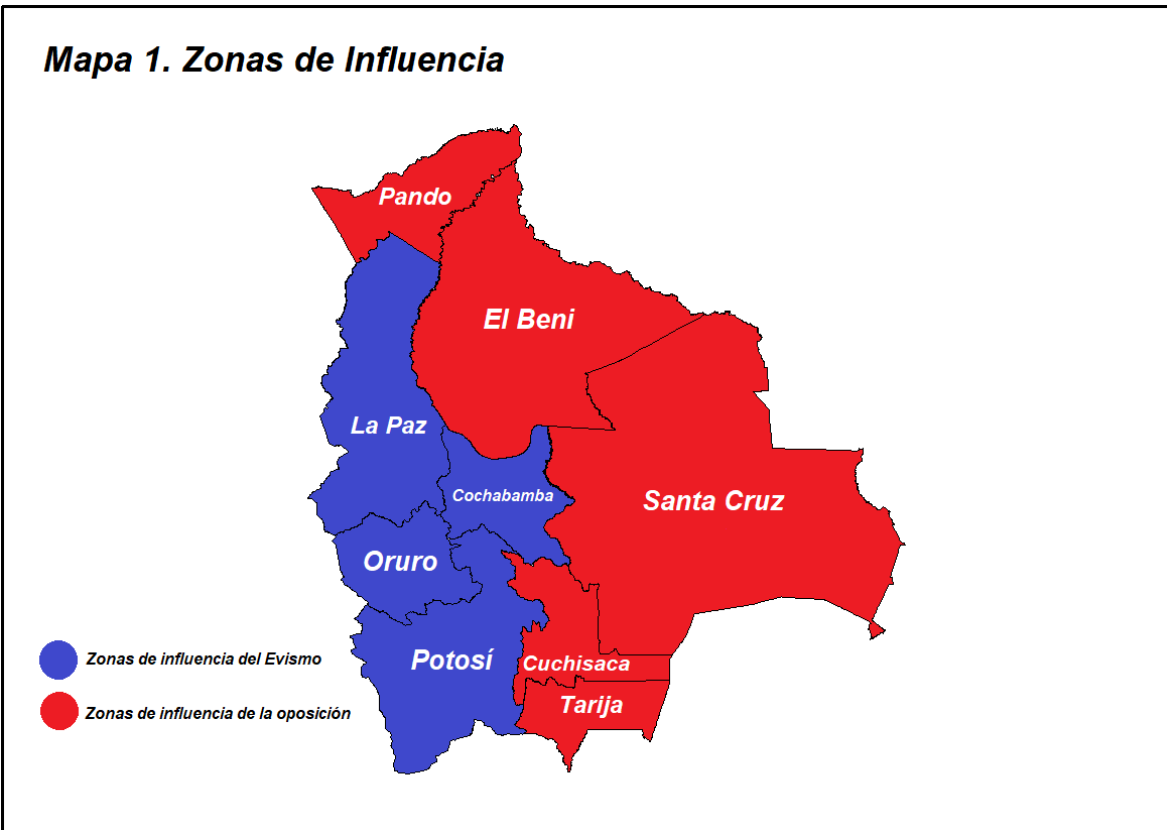 Mapa 1. Zonas de Influencia
Pando
El Beni
La Paz
Cochabamba
Santa Cruz
Oruro
Potosí
Cuchisaca
Tarija
Zonas de influencia del Evismo
Zonas de influencia de la oposición